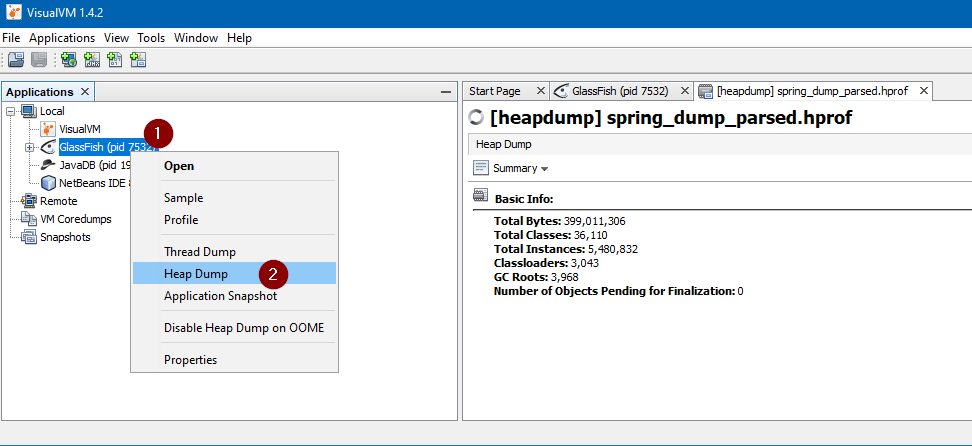 VisualVM 1.4.2
File Applications View Tools Window Help
Applications
Local
VisualVM
GlassFish (pid 7532)
JavaDB (pid 19
NetBeans IDE 8
Remote
VM Coredumps
Snapshots
1
Open
Sample
Profile
Thread Dump
Heap Dump 2
Application Snapshot
Disable Heap Dump on OOME
Properties
Start Page GlassFish (pid 7532) [heapdump] spring_dump_parsed.hprof
[heapdump] spring_dump_parsed.hprof
Heap Dump
Summary
Basic Info:
Total Bytes: 399,011,306
Total Classes: 36,110
Total Instances: 5,480,832
Classloaders: 3,043
GC Roots: 3,968
Number of Objects Pending for Finalization: 0